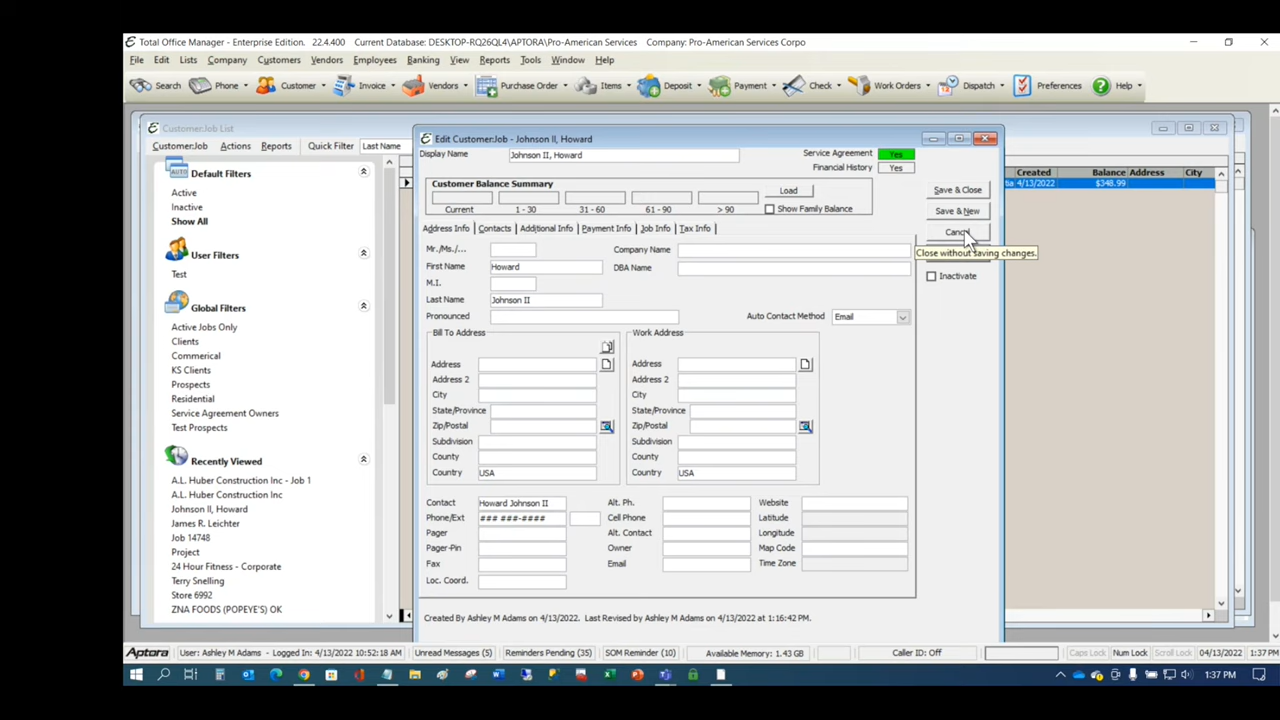 Total Office Manager - Enterprise Edition. 22.4.400 Current Database: DESKTOP-RQ26QL4\APTORA\Pro-American Services Company: Pro-American Services Corpo
File Edit Lists Company Customers Vendors Employees Banking View Reports Tools Window Help
Search Phone Customer Invoice Vendors Purchase Order Items Deposit Payment Check Work Orders Dispatch Preferences Help
Customer:Job List
Customer:Job Actions Reports Quick Filter Last Name
Default Filters
Active
Inactive
Show All
User Filters
Test
Global Filters
Active Jobs Only
Clients
Commerical
KS Clients
Prospects
Residential
Service Agreement Owners
Test Prospects
Recently Viewed
A.L. Huber Construction Inc - Job 1
A.L. Huber Construction Inc
Johnson II, Howard
James R. Leichter
Job 14748
Project
24 Hour Fitness - Corporate
Terry Snelling
Store 6992
ZNA FOODS (POPEYE'S) OK
Edit Customer:Job - Johnson II, Howard
Display Name Johnson II, Howard
Service Agreement Yes
Financial History Yes
Customer Balance Summary
Load
Show Family Balance
Current 1 - 30 31 - 60 61 - 90 > 90
Save & Close
Save & New
Close without saving changes.
Inactivate
Address Info Contacts Additional Info Payment Info Job Info Tax Info
Mr./Ms./... Company Name
First Name Howard DBA Name
M.I.
Last Name Johnson II
Pronounced Auto Contact Method Email
Bill To Address Work Address
Address Address
Address 2 Address 2
City City
State/Province State/Province
Zip/Postal Zip/Postal
Subdivision Subdivision
County County
Country USA Country USA
Contact Howard Johnson II Alt. Ph. Website
Phone/Ext ### ###-#### Cell Phone Latitude
Pager Alt. Contact Longitude
Pager-Pin Owner Map Code
Fax Email Time Zone
Loc. Coord.
Created By Ashley M Adams on 4/13/2022. Last Revised by Ashley M Adams on 4/13/2022 at 1:16:42 PM.
Created Balance Address City
4/13/2022 $348.99
Aptora User: Ashley M Adams - Logged In: 4/13/2022 10:52:18 AM Unread Messages (5) Reminders Pending (35) SOM Reminder (10) Available Memory: 1.43 GB Caller ID: Off Caps Lock Num Lock Scroll Lock 04/13/2022 1:37 PM
1:37 PM